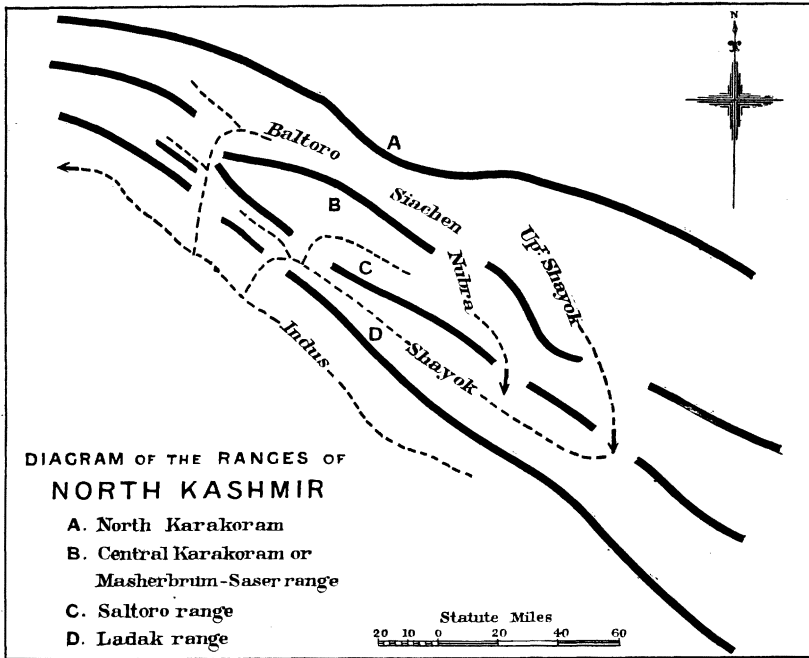 N
A
Baltoro
B
Siachen
Upr Shayok
C
Nubra
D
Shayok
Indus
DIAGRAM OF THE RANGES OF
NORTH KASHMIR
A. North Karakoram
B. Central Karakoram or
Masherbrum-Saser range
C. Saltoro range
D. Ladak range
Statute Miles
20 10 0 20 40 60